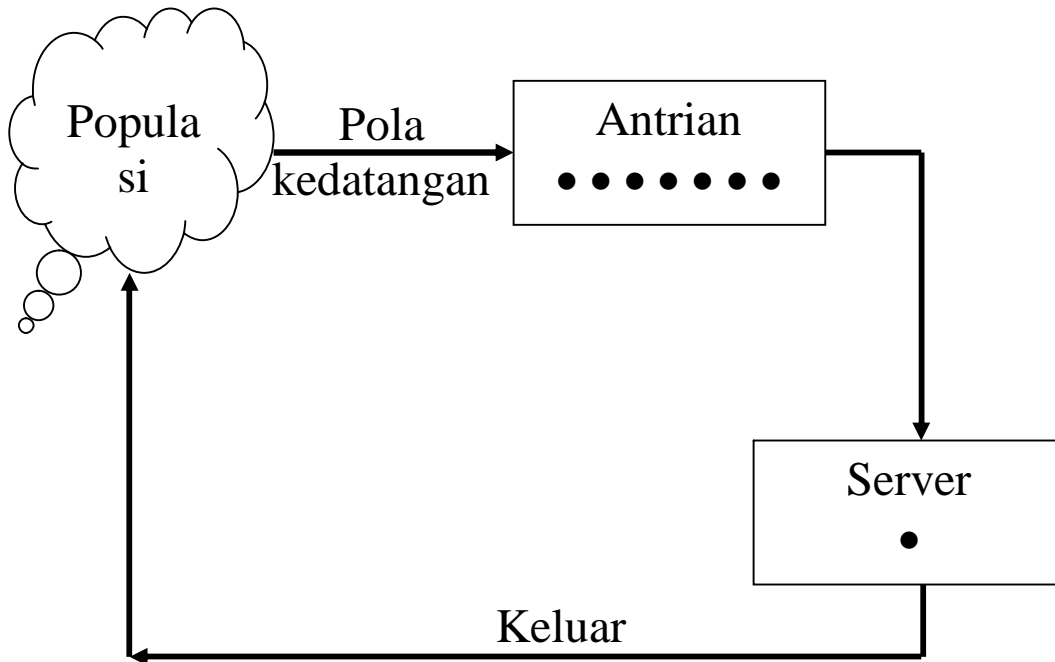 Popula
si
Pola
kedatangan
Antrian
Server
Keluar